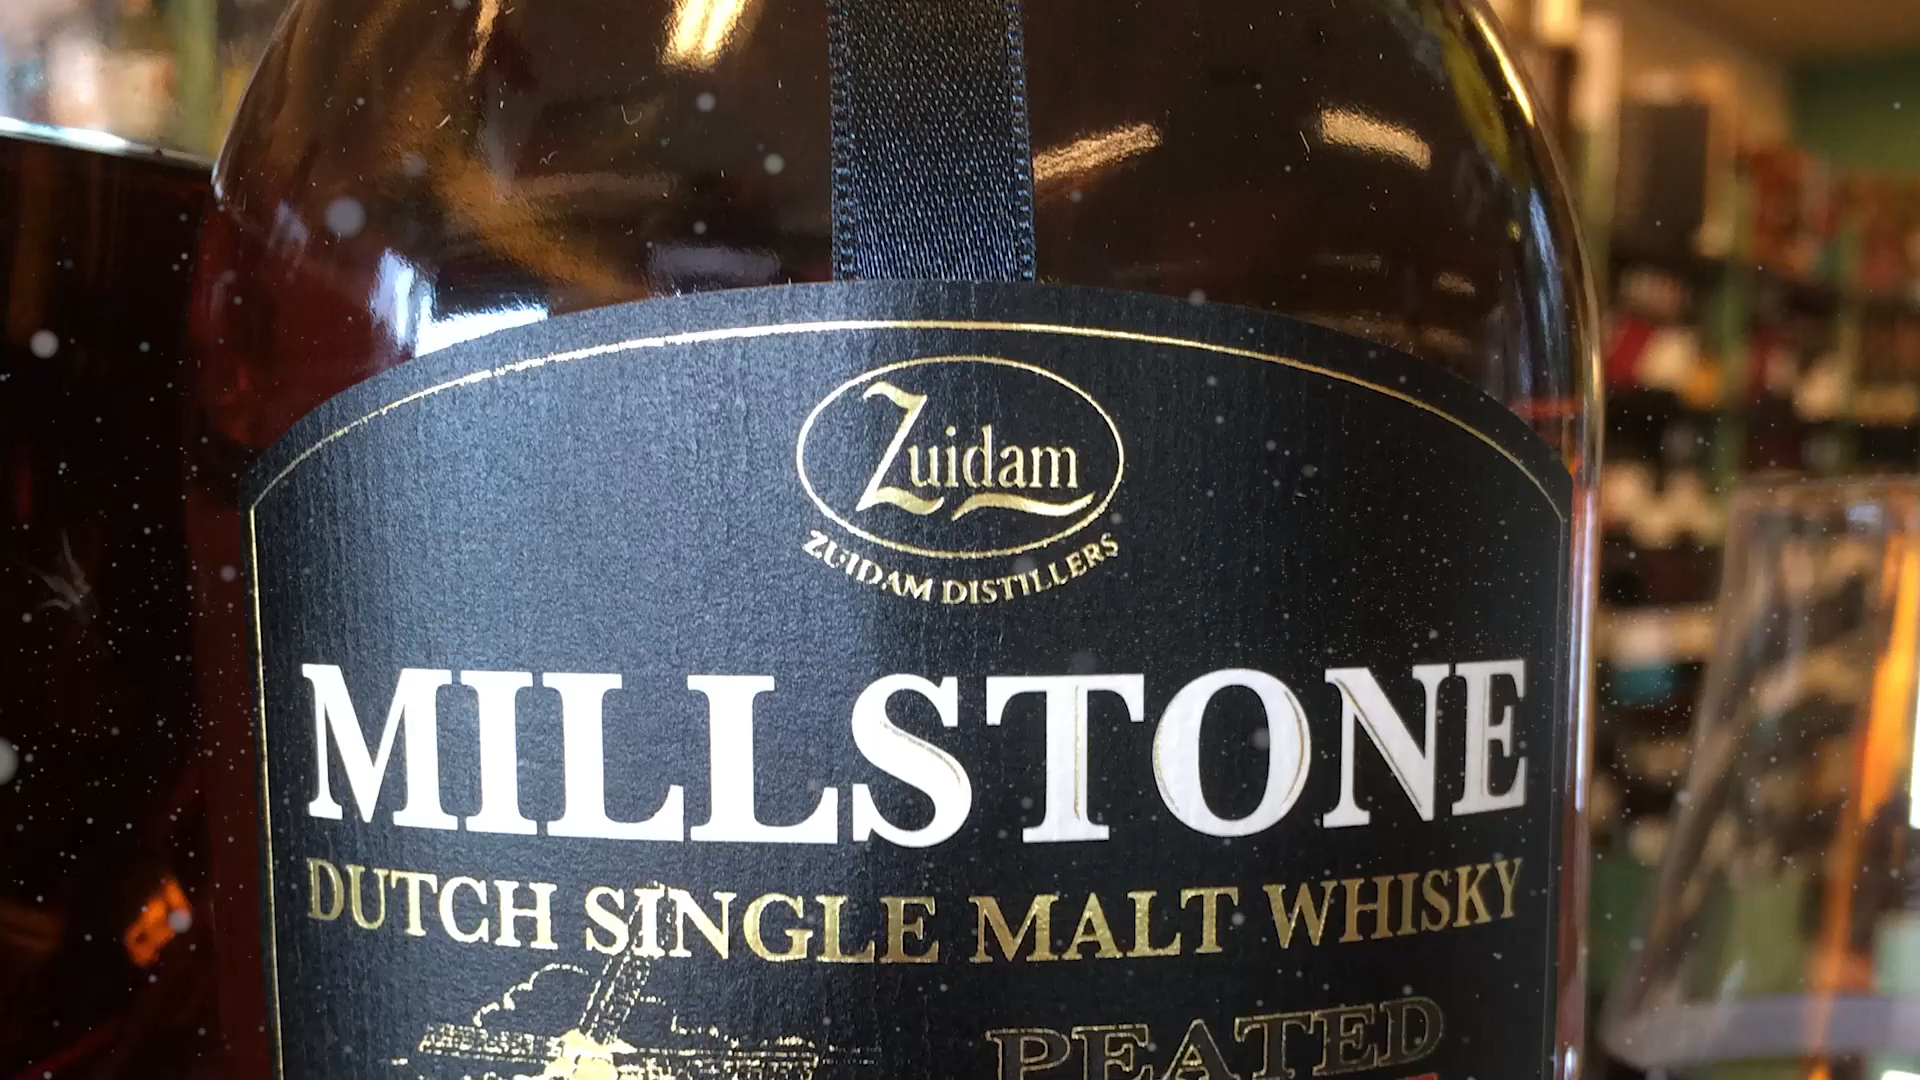 Zuidam
ZUIDAM DISTILLERS
MILLSTONE
DUTCH SINGLE MALT WHISKY
PEATED